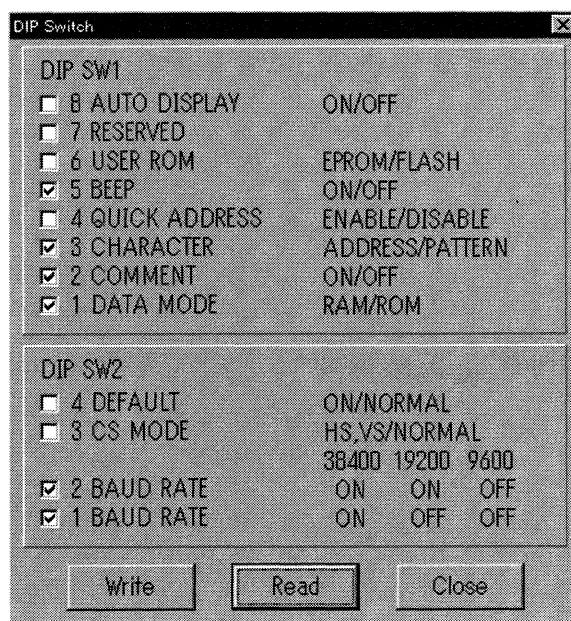 DIP Switch
DIP SW1
8 AUTO DISPLAY ON/OFF
7 RESERVED
6 USER ROM EPROM/FLASH
5 BEEP ON/OFF
4 QUICK ADDRESS ENABLE/DISABLE
3 CHARACTER ADDRESS/PATTERN
2 COMMENT ON/OFF
1 DATA MODE RAM/ROM
DIP SW2
4 DEFAULT ON/NORMAL
3 CS MODE HS,VS/NORMAL
38400 19200 9600
2 BAUD RATE ON ON OFF
1 BAUD RATE ON OFF OFF
Write Read Close